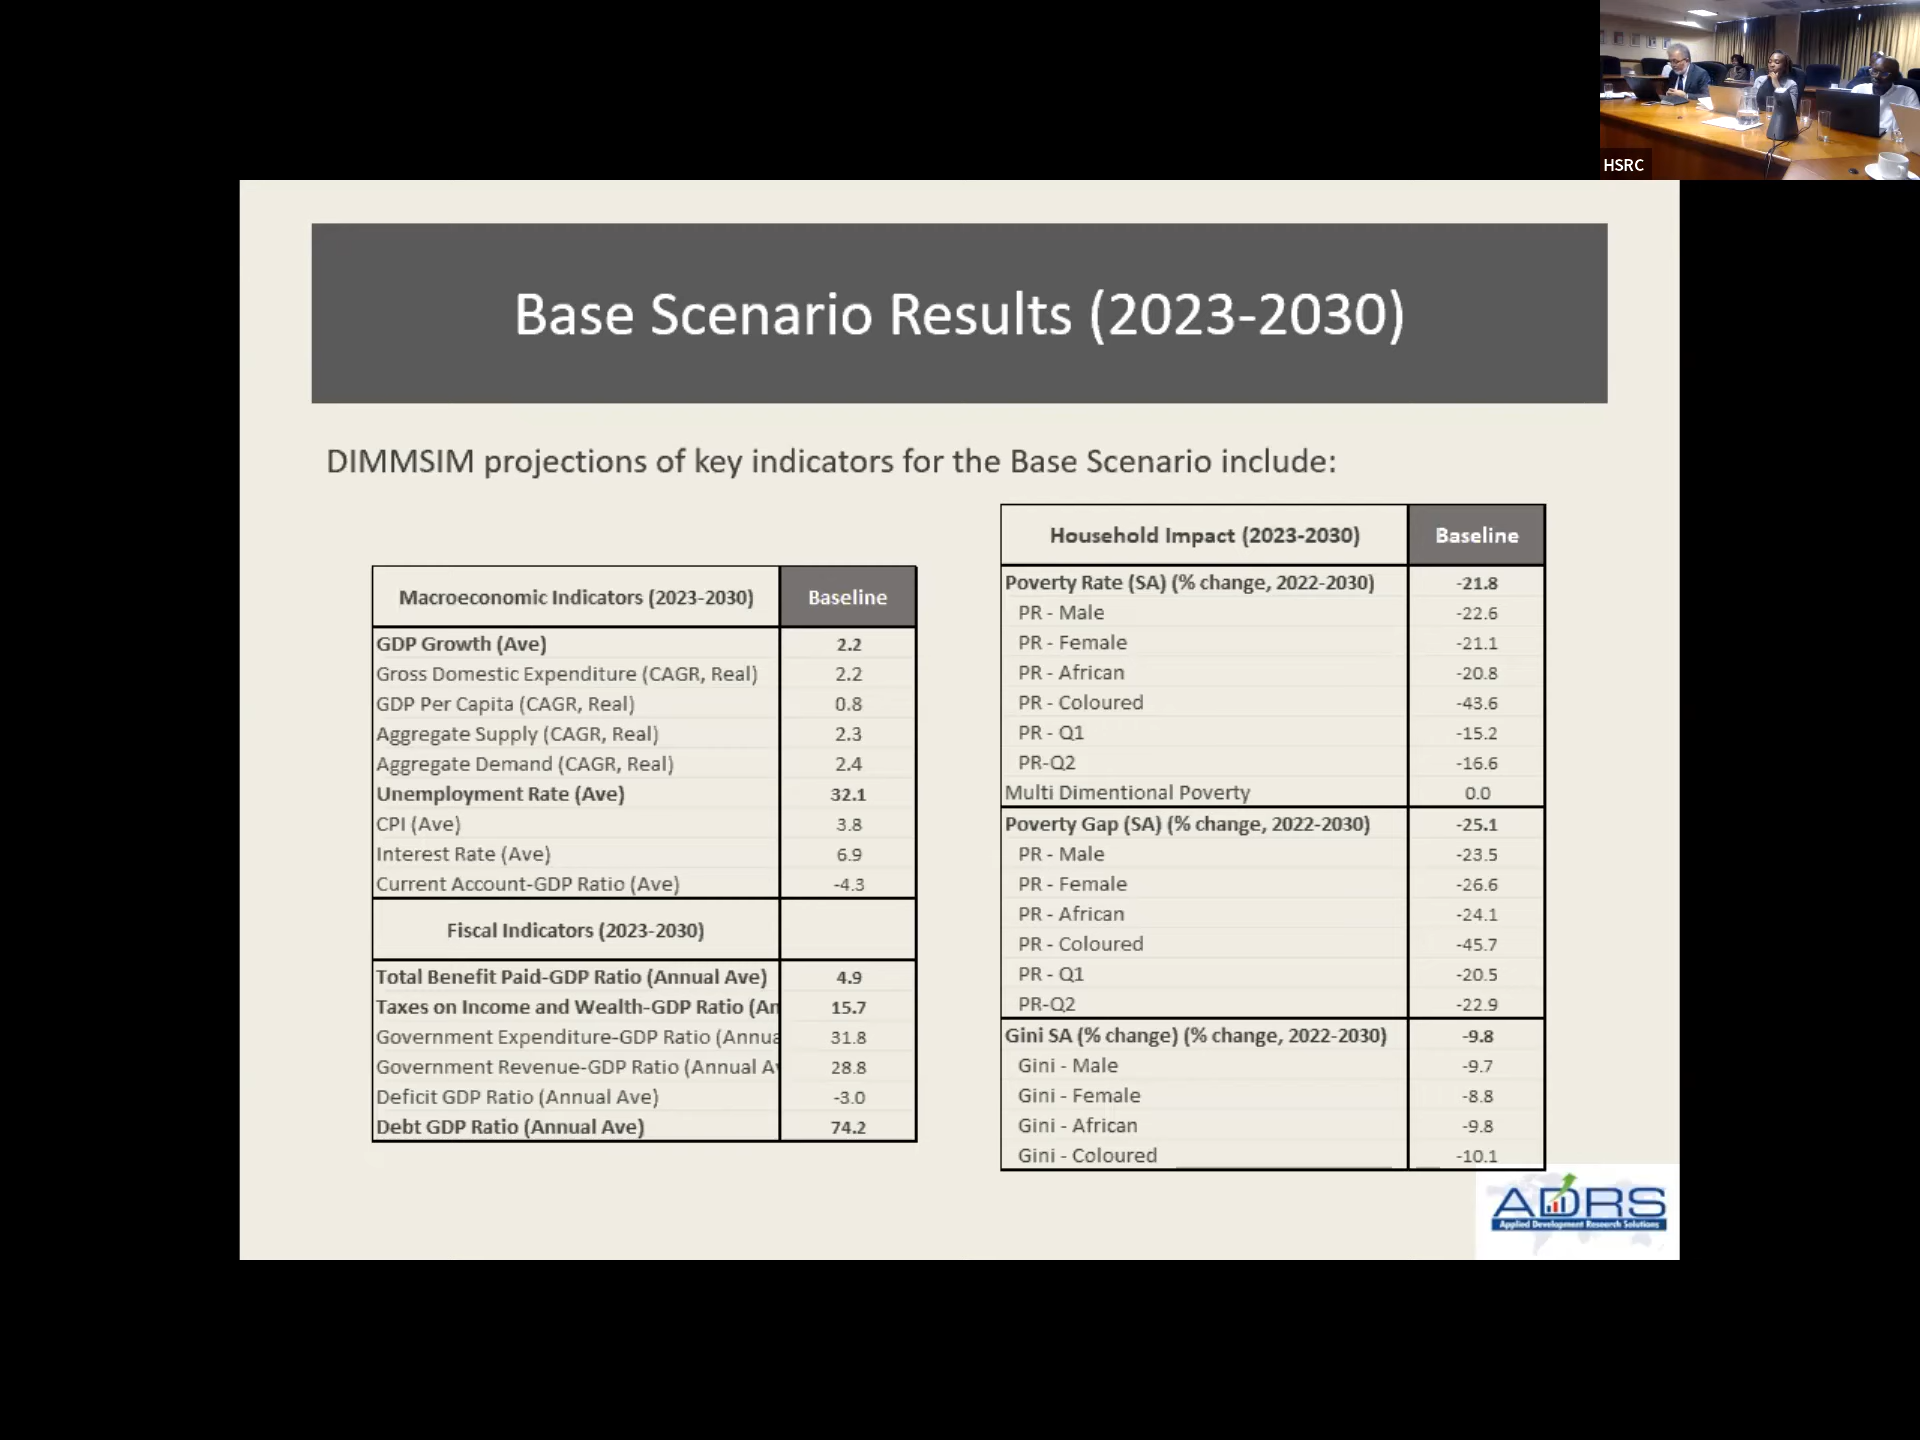 HSRC
Base Scenario Results (2023-2030)
DIMMSIM projections of key indicators for the Base Scenario include:
Macroeconomic Indicators (2023-2030) Baseline
GDP Growth (Ave) 2.2
Gross Domestic Expenditure (CAGR, Real) 2.2
GDP Per Capita (CAGR, Real) 0.8
Aggregate Supply (CAGR, Real) 2.3
Aggregate Demand (CAGR, Real) 2.4
Unemployment Rate (Ave) 32.1
CPI (Ave) 3.8
Interest Rate (Ave) 6.9
Current Account-GDP Ratio (Ave) -4.3
Fiscal Indicators (2023-2030)
Total Benefit Paid-GDP Ratio (Annual Ave) 4.9
Taxes on Income and Wealth-GDP Ratio (An 15.7
Government Expenditure-GDP Ratio (Annua 31.8
Government Revenue-GDP Ratio (Annual Av 28.8
Deficit GDP Ratio (Annual Ave) -3.0
Debt GDP Ratio (Annual Ave) 74.2
Household Impact (2023-2030) Baseline
Poverty Rate (SA) (% change, 2022-2030) -21.8
PR - Male -22.6
PR - Female -21.1
PR - African -20.8
PR - Coloured -43.6
PR - Q1 -15.2
PR-Q2 -16.6
Multi Dimentional Poverty 0.0
Poverty Gap (SA) (% change, 2022-2030) -25.1
PR - Male -23.5
PR - Female -26.6
PR - African -24.1
PR - Coloured -45.7
PR - Q1 -20.5
PR-Q2 -22.9
Gini SA (% change) (% change, 2022-2030) -9.8
Gini - Male -9.7
Gini - Female -8.8
Gini - African -9.8
Gini - Coloured -10.1
ADRS
Applied Development Research Solutions